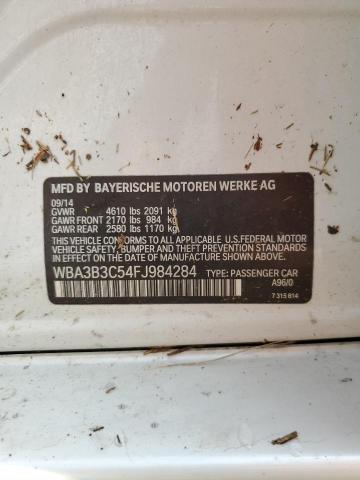 MFD BY BAYERISCHE MOTOREN WERKE AG
09/14
GVWR 4610 lbs 2091 kg
GAWR FRONT 2170 lbs 984 kg
GAWR REAR 2580 lbs 1170 kg
THIS VEHICLE CONFORMS TO ALL APPLICABLE U.S.FEDERAL MOTOR
VEHICLE SAFETY, BUMPER, AND THEFT PREVENTION STANDARDS
IN EFFECT ON THE DATE OF MANUFACTURE SHOWN ABOVE.
WBA3B3C54FJ984284 TYPE: PASSENGER CAR
A96/0
7 315 814